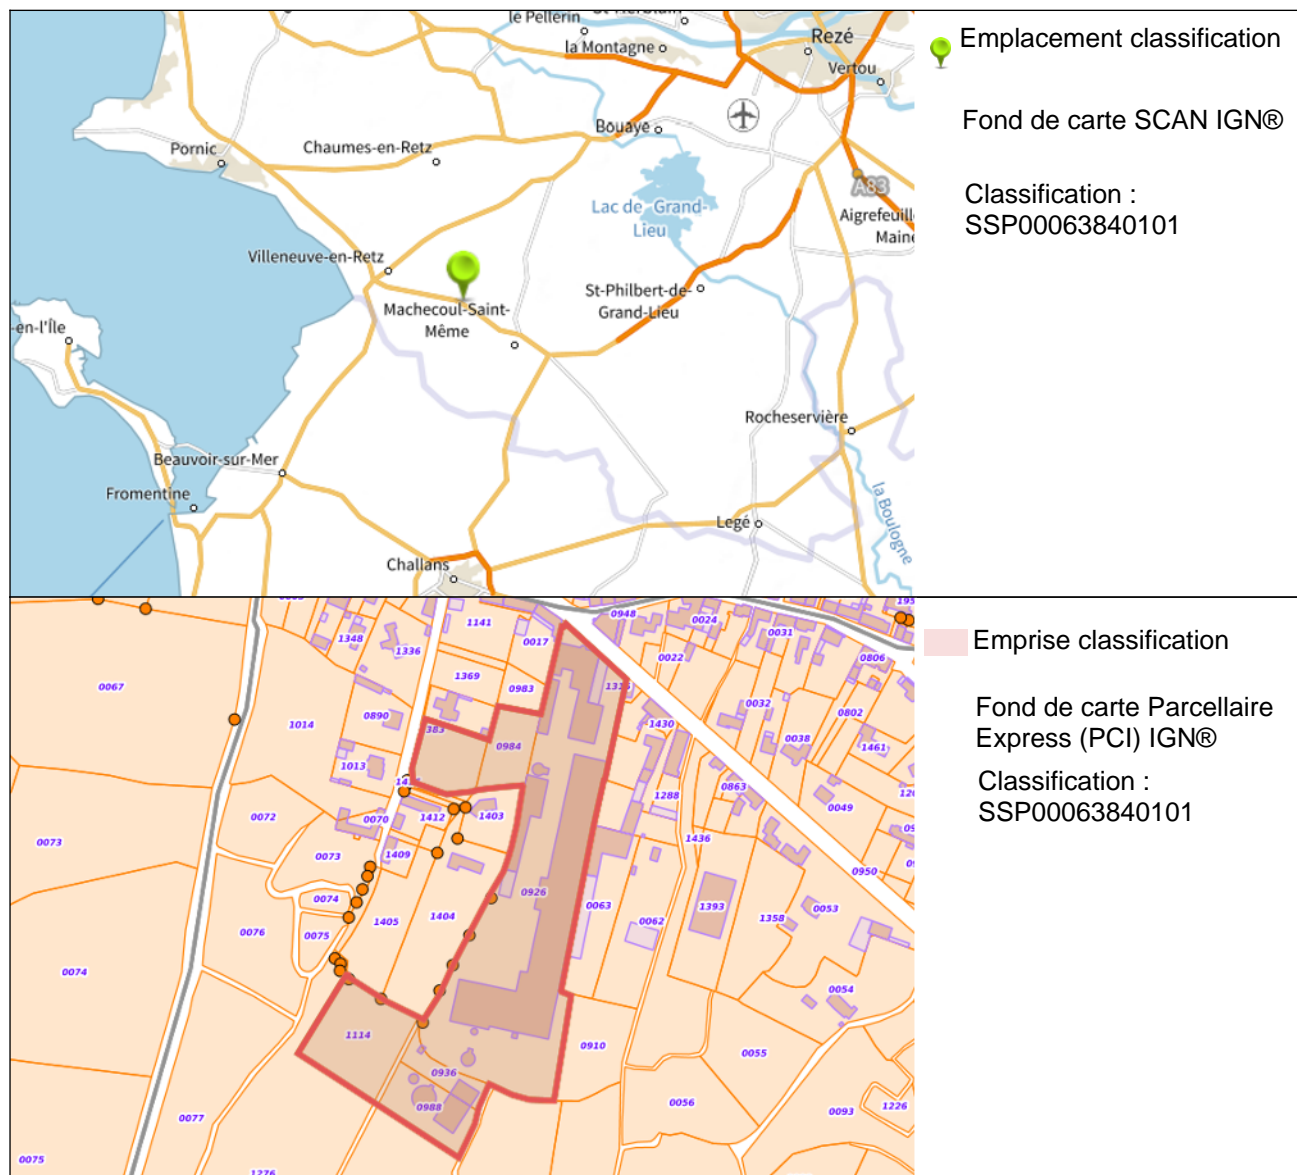 le Pellerin
Rezé
la Montagne
Vertou
Bouaye
Pornic
Chaumes-en-Retz
A83
Lac de Grand-
Lieu
Aigrefeuill
Maine
Villeneuve-en-Retz
St-Philbert-de-
Grand-Lieu
Machecoul-Saint-
Même
-en-l'Île
Rocheservière
Beauvoir-sur-Mer
Fromentine
la Boulogne
Legé
Challans
Emplacement classification
Fond de carte SCAN IGN®
Classification :
SSP00063840101
0948
0024
1141
0031
1348
0017
1336
0022
0806
1369
0067
0983
0032
0802
0890
1014
1430
383
0984
0038
1461
1013
0863
1288
0049
0072
0070
1412
1403
1436
0073
0073
1409
0950
0926
0074
0063
1393
0053
1405
1404
1358
0062
0076
0075
0074
0054
1114
0910
0055
0936
0988
0056
1226
0077
0093
0075
1276
Emprise classification
Fond de carte Parcellaire
Express (PCI) IGN®
Classification :
SSP00063840101